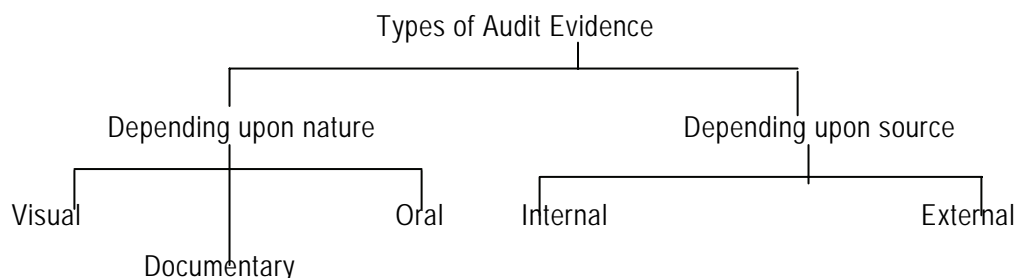 Types of Audit Evidence
Depending upon nature
Depending upon source
Visual
Oral
Internal
External
Documentary